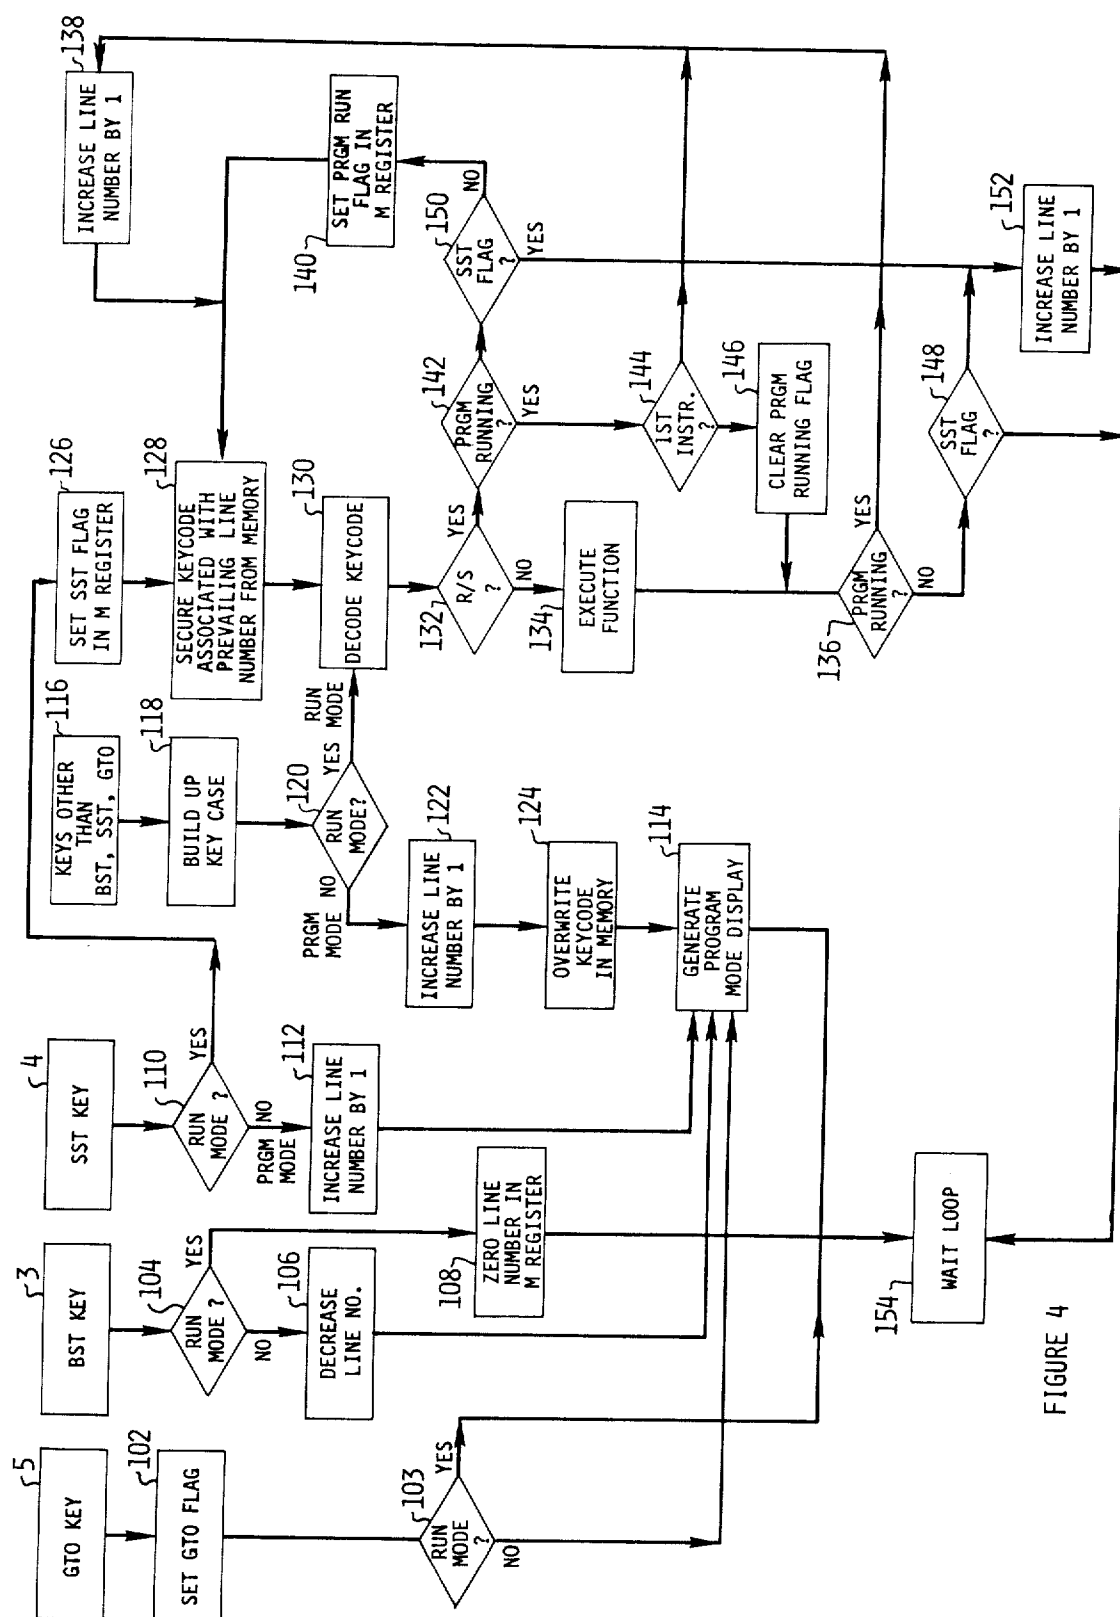 5
GTO KEY
102
SET GTO FLAG
103
RUN
MODE
?
YES
NO
3
BST KEY
104
RUN
MODE ?
YES
NO
106
DECREASE
LINE NO.
108
ZERO LINE
NUMBER IN
M REGISTER
4
SST KEY
110
RUN
MODE ?
YES
NO
PRGM
MODE
112
INCREASE LINE
NUMBER BY 1
116
KEYS OTHER
THAN
BST, SST, GTO
118
BUILD UP
KEY CASE
120
RUN
MODE?
YES
RUN
MODE
NO
PRGM
MODE
122
INCREASE LINE
NUMBER BY 1
124
OVERWRITE
KEYCODE
IN MEMORY
114
GENERATE
PROGRAM
MODE DISPLAY
126
SET SST FLAG
IN M REGISTER
128
SECURE KEYCODE
ASSOCIATED WITH
PREVAILING LINE
NUMBER FROM MEMORY
130
DECODE KEYCODE
132
R/S
?
YES
NO
134
EXECUTE
FUNCTION
136
PRGM
RUNNING
?
YES
NO
138
INCREASE LINE
NUMBER BY 1
140
SET PRGM RUN
FLAG IN
M REGISTER
142
PRGM
RUNNING
?
YES
150
SST
FLAG
?
NO
YES
144
1ST
INSTR.
?
146
CLEAR PRGM
RUNNING FLAG
148
SST
FLAG
?
152
INCREASE LINE
NUMBER BY 1
154
WAIT LOOP
FIGURE 4